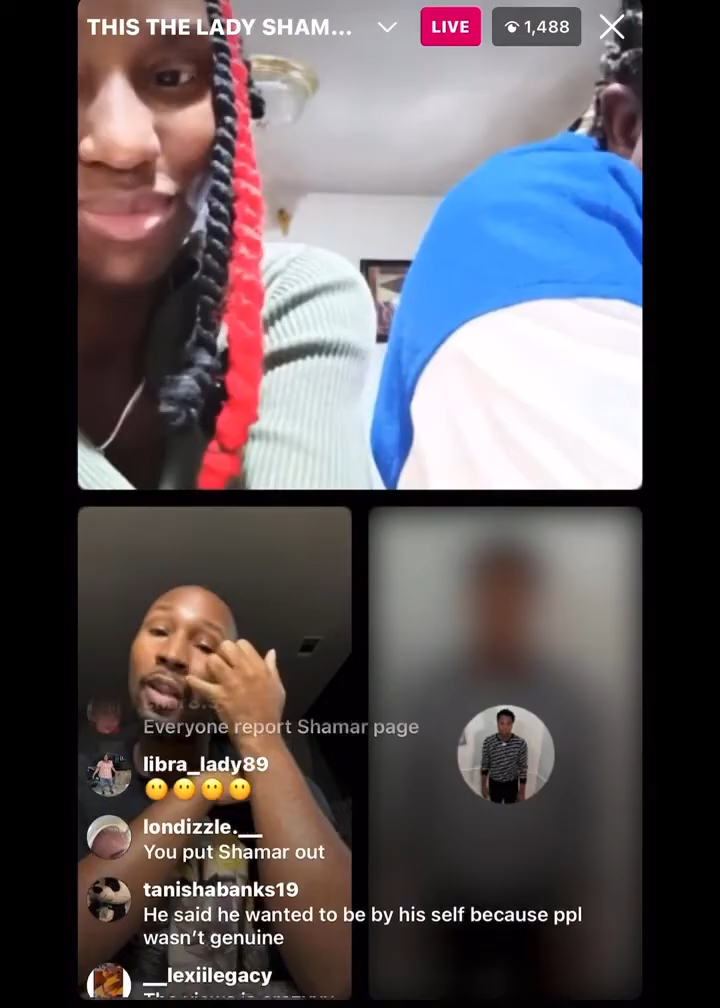 THIS THE LADY SHAM...
LIVE
1,488
Everyone report Shamar page
libra_lady89
😶😶😶😶
londizzle.__
You put Shamar out
tanishabanks19
He said he wanted to be by his self because ppl
wasn't genuine
__lexiilegacy